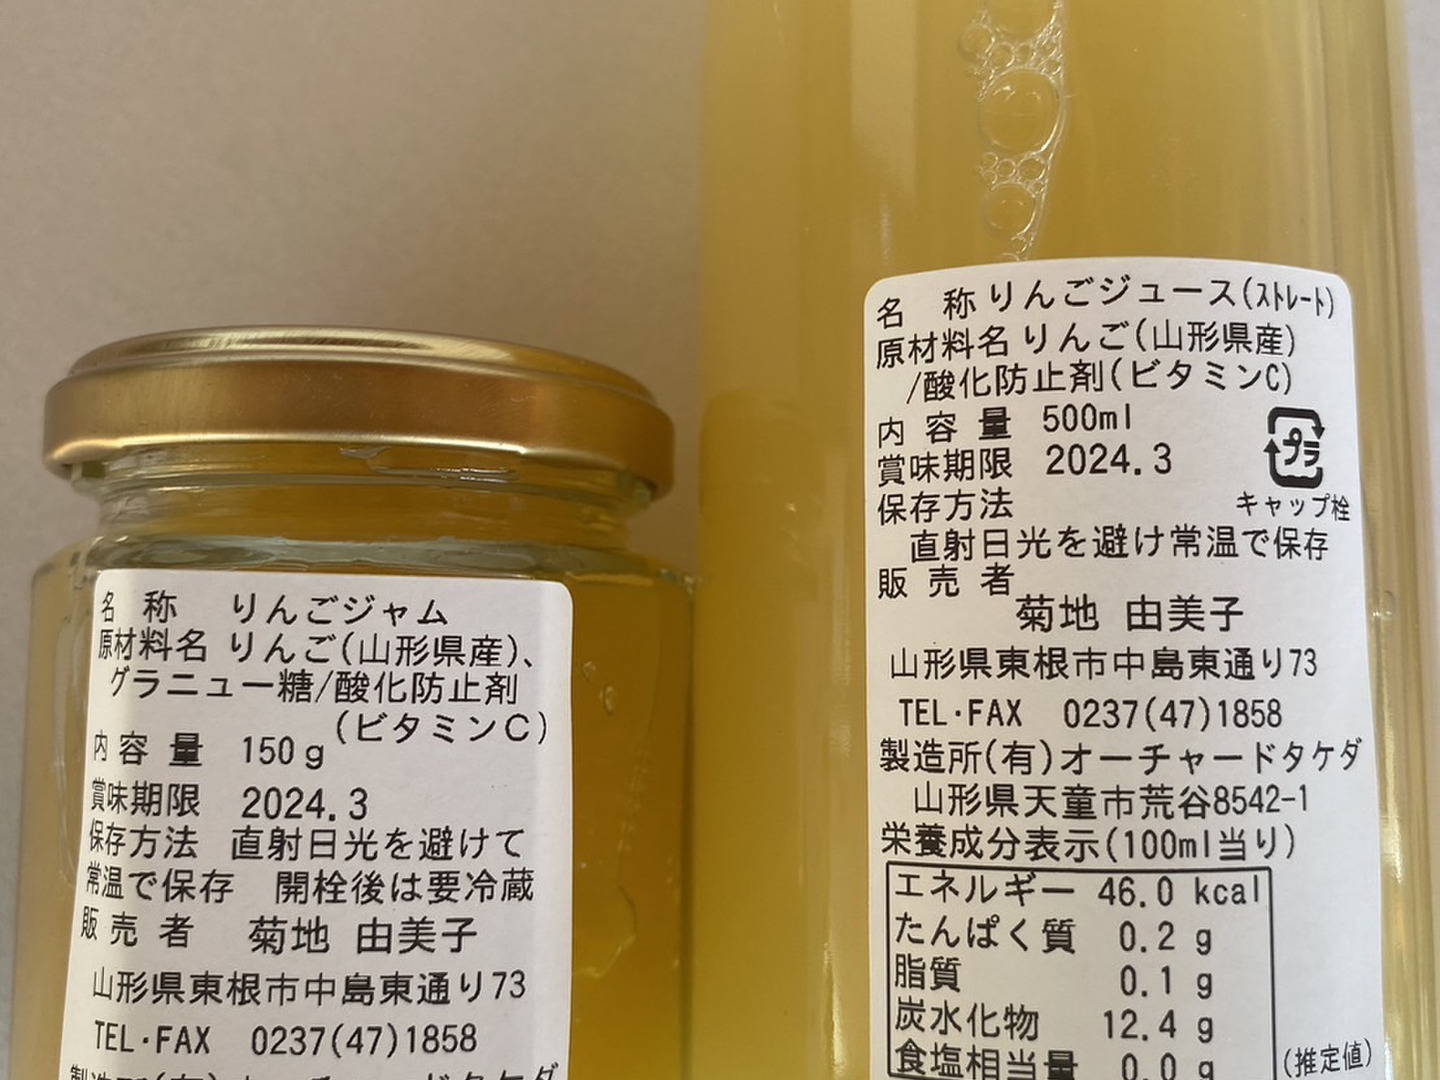 名 称 りんごジャム
原材料名 りんご(山形県産)、
グラニュー糖/酸化防止剤
(ビタミンC)
内 容 量 150g
賞味期限 2024.3
保存方法 直射日光を避けて
常温で保存 開栓後は要冷蔵
販 売 者 菊地 由美子
山形県東根市中島東通り73
TEL・FAX 0237(47)1858
名 称 りんごジュース(ストレート)
原材料名 りんご(山形県産)
/酸化防止剤(ビタミンC)
内 容 量 500ml
賞味期限 2024.3
プラ
キャップ栓
保存方法
直射日光を避け常温で保存
販 売 者
菊地 由美子
山形県東根市中島東通り73
TEL・FAX 0237(47)1858
製造所(有)オーチャードタケダ
山形県天童市荒谷8542-1
栄養成分表示(100ml当り)
エネルギー 46.0 kcal
たんぱく質 0.2 g
脂質 0.1 g
炭水化物 12.4 g
食塩相当量 0.0 g
(推定値)